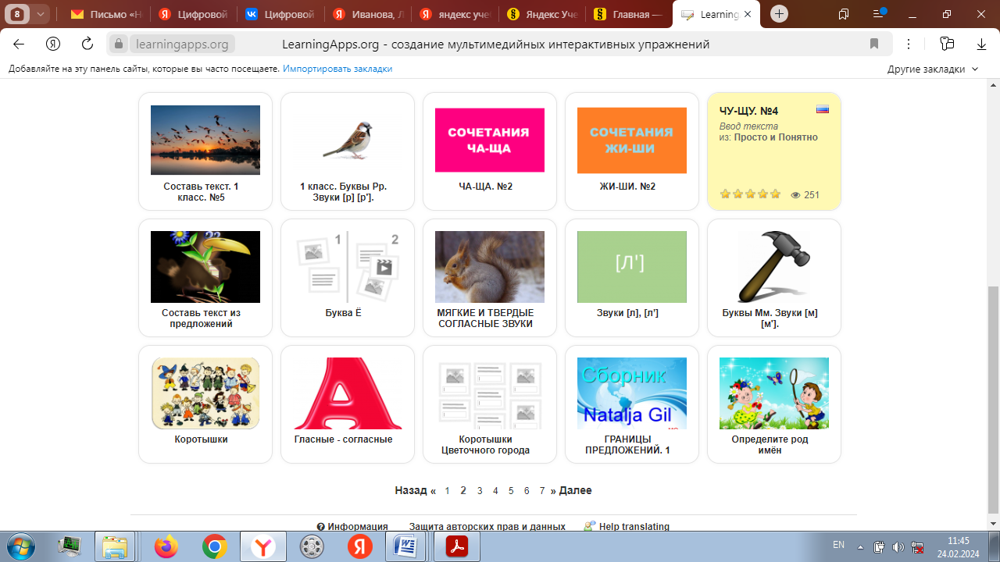 8
Письмо «Н
Цифровой
Цифровой
Иванова, Л
яндекс уче
Яндекс Уче
Главная —
Learning
learningapps.org
LearningApps.org - создание мультимедийных интерактивных упражнений
Добавляйте на эту панель сайты, которые вы часто посещаете. Импортировать закладки
Другие закладки
Составь текст. 1 класс. №5
1 класс. Буквы Рр. Звуки [р] [р'].
СОЧЕТАНИЯ
ЧА-ЩА
ЧА-ЩА. №2
СОЧЕТАНИЯ
ЖИ-ШИ
ЖИ-ШИ. №2
ЧУ-ЩУ. №4
Ввод текста
из: Просто и Понятно
251
Составь текст из предложений
1 2
Буква Ё
МЯГКИЕ И ТВЕРДЫЕ СОГЛАСНЫЕ ЗВУКИ
[Л']
Звуки [л], [л']
Буквы Мм. Звуки [м] [м'].
Коротышки
А
Гласные - согласные
Коротышки Цветочного города
Сборник
Natalja Gil
ГРАНИЦЫ ПРЕДЛОЖЕНИЙ. 1
Определите род имён
Назад « 1 2 3 4 5 6 7 » Далее
Информация
Защита авторских прав и данных
Help translating
EN
11:45
24.02.2024